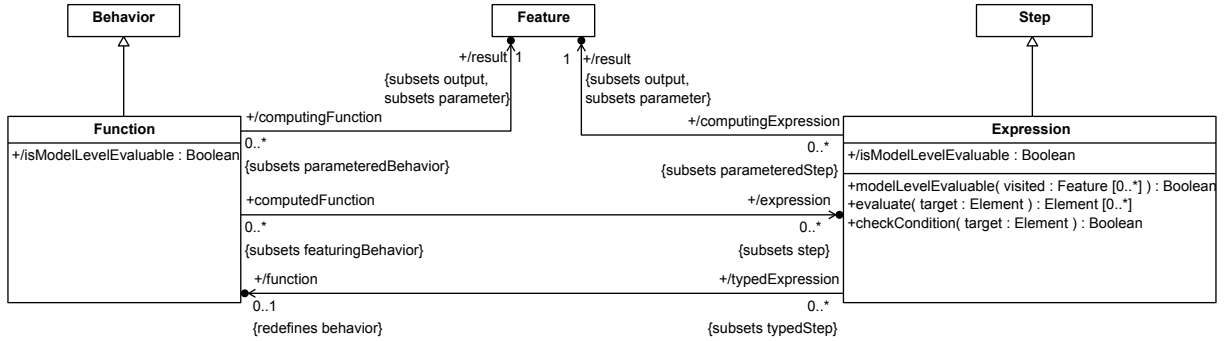 Behavior
Feature
Step
+/result 1
1 +/result
{subsets output,
subsets parameter}
{subsets output,
subsets parameter}
Function
+/isModelLevelEvaluable : Boolean
+/computingFunction
0..*
{subsets parameteredBehavior}
+/computingExpression
0..*
{subsets parameteredStep}
Expression
+/isModelLevelEvaluable : Boolean
+modelLevelEvaluable( visited : Feature [0..*] ) : Boolean
+evaluate( target : Element ) : Element [0..*]
+checkCondition( target : Element ) : Boolean
+computedFunction
0..*
{subsets featuringBehavior}
+/expression
0..*
{subsets step}
+/function
0..1
{redefines behavior}
+/typedExpression
0..*
{subsets typedStep}